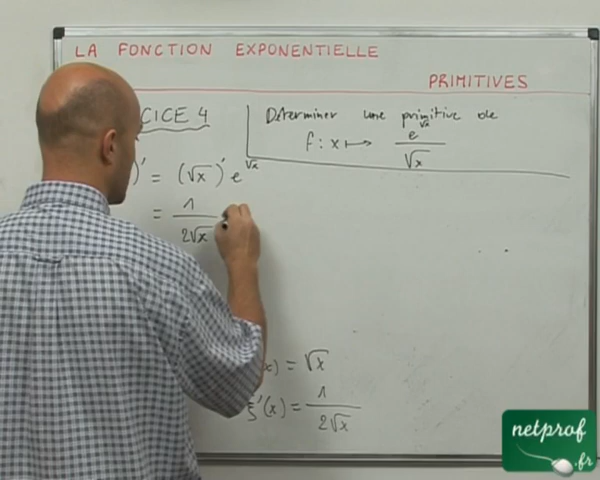 LA FONCTION EXPONENTIELLE
PRIMITIVES
CICE 4
Déterminer une primitive de
f : x ↦ e^√x / √x
)' = (√x)' e^√x
= 1 / 2√x
x) = √x
'(x) = 1 / 2√x
netprof
.fr